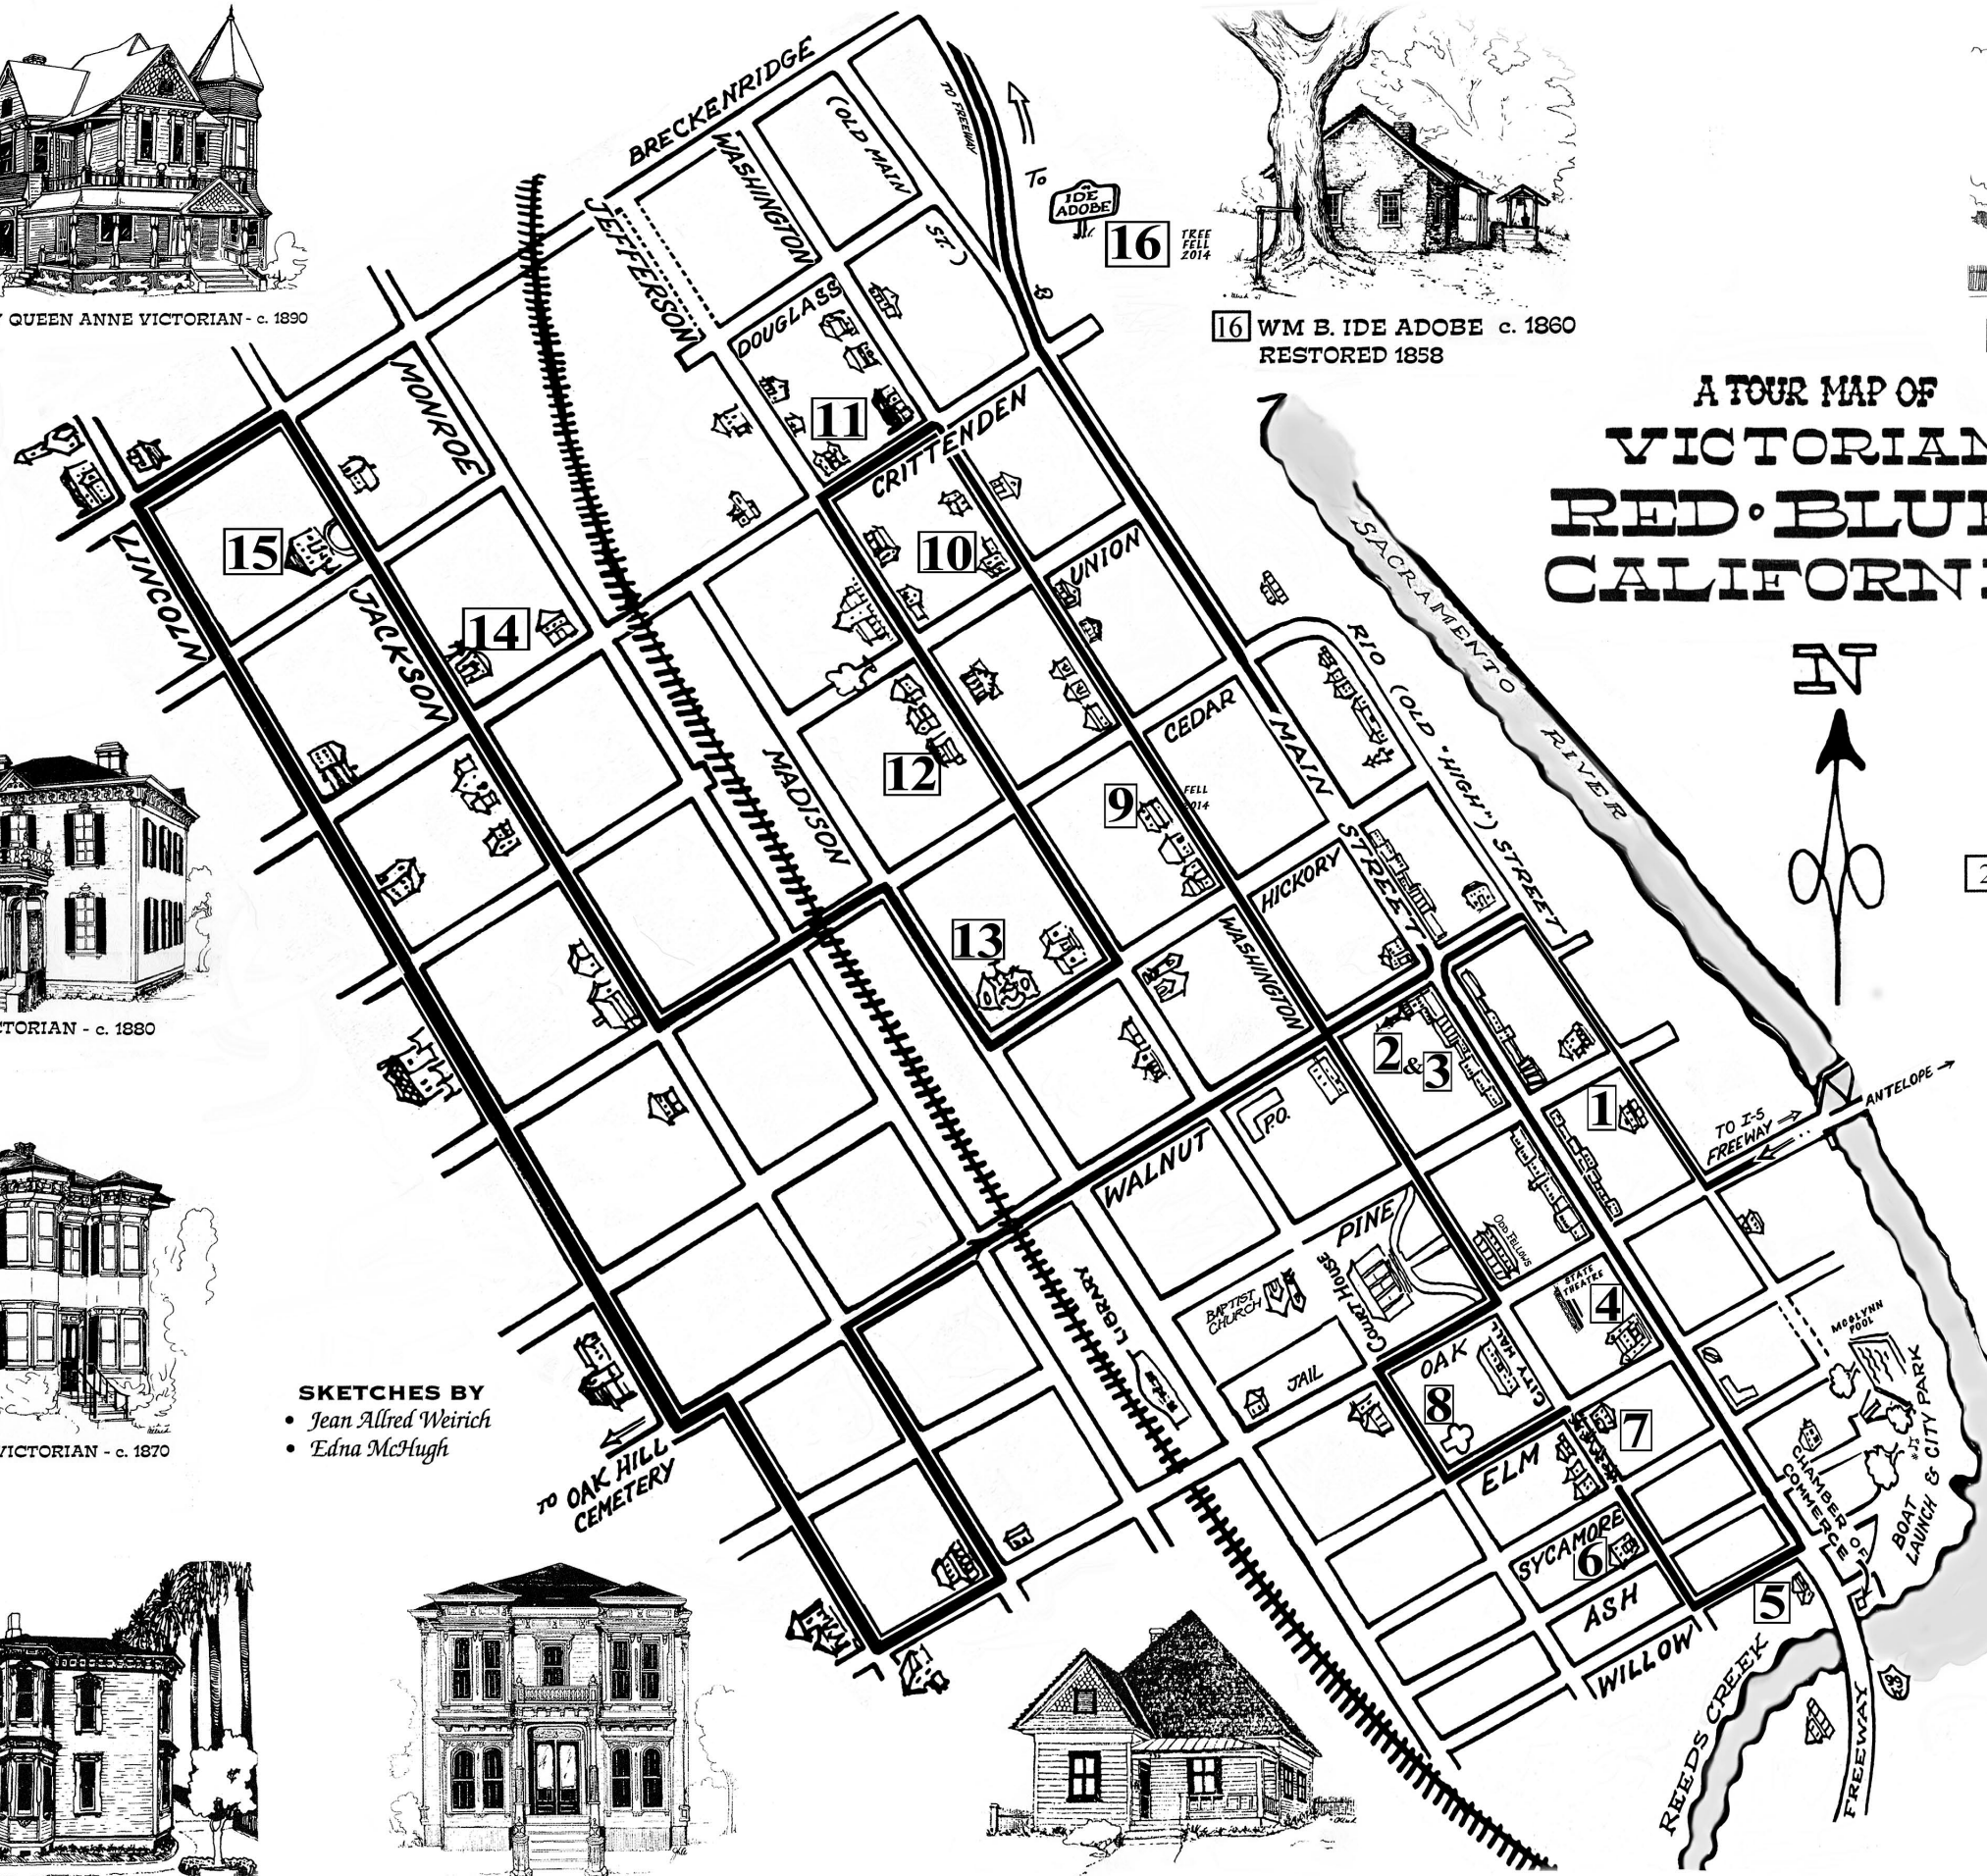 BRECKENRIDGE
WASHINGTON
(OLD MAIN
ST.)
TO FREEWAY
TO
IDE
ADOBE
16
TREE
FELL
2014
QUEEN ANNE VICTORIAN - c. 1890
16 WM B. IDE ADOBE c. 1860
RESTORED 1858
A TOUR MAP OF
VICTORIAN
RED • BLU
CALIFORNI
N
JEFFERSON
DOUGLASS
MONROE
11
CRITTENDEN
LINCOLN
15
JACKSON
14
10
UNION
SACRAMENTO RIVER
RIO (OLD "HIGH") STREET
CEDAR
MAIN
STREET
MADISON
12
9
FELL
2014
HICKORY
WASHINGTON
13
2 & 3
1
TORIAN - c. 1880
P.O.
WALNUT
TO I-5
FREEWAY
ANTELOPE
PINE
ODD FELLOWS
COURT HOUSE
BAPTIST
CHURCH
STATE
THEATRE
4
LIBRARY
JAIL
OAK
CITY HALL
8
7
ELM
McGLYNN
POOL
BOAT
LAUNCH & CITY PARK
CHAMBER OF
COMMERCE
SKETCHES BY
• Jean Allred Weirich
• Edna McHugh
VICTORIAN - c. 1870
TO OAK HILL
CEMETERY
SYCAMORE
6
ASH
5
WILLOW
REEDS CREEK
FREEWAY